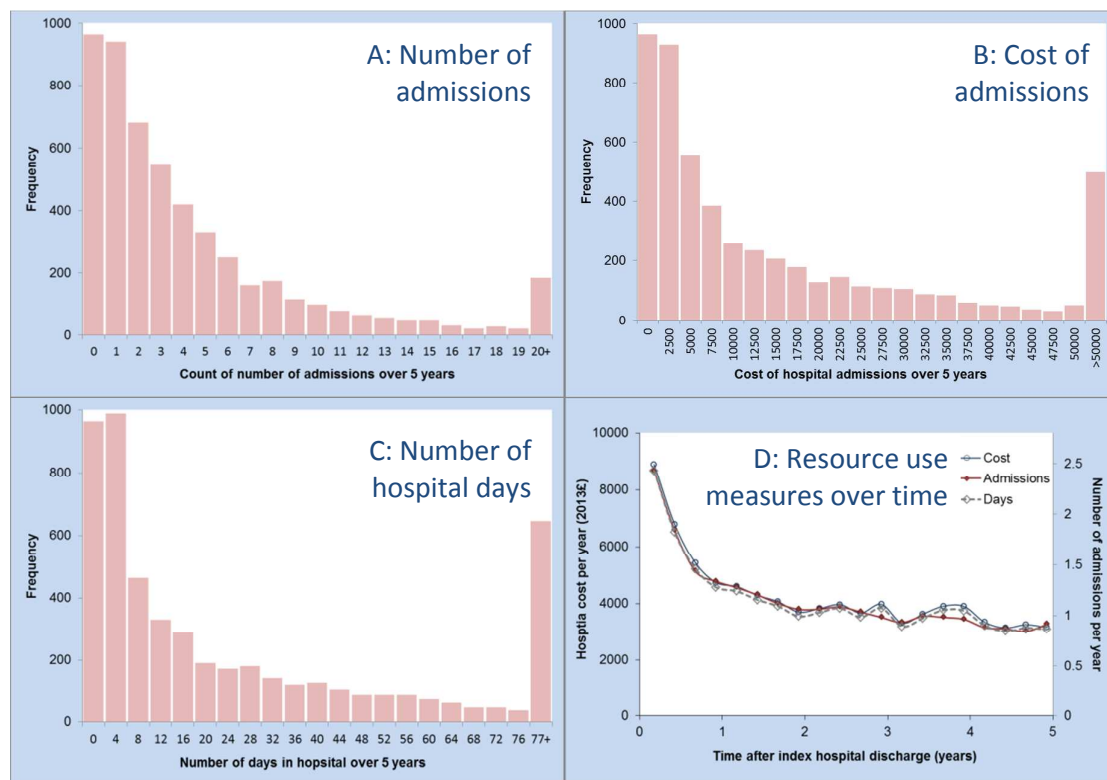 A: Number of
admissions
1000
800
600
400
200
0
Frequency
0 1 2 3 4 5 6 7 8 9 10 11 12 13 14 15 16 17 18 19 20+
Count of number of admissions over 5 years
B: Cost of
admissions
1000
800
600
400
200
0
Frequency
0 2500 5000 7500 10000 12500 15000 17500 20000 22500 25000 27500 30000 32500 35000 37500 40000 42500 45000 47500 50000 >50000
Cost of hospital admissions over 5 years
C: Number of
hospital days
1000
800
600
400
200
0
Frequency
0 4 8 12 16 20 24 28 32 36 40 44 48 52 56 60 64 68 72 76 77+
Number of days in hopsital over 5 years
D: Resource use
measures over time
Cost
Admissions
Days
10000
8000
6000
4000
2000
0
Hosptia cost per year (2013£)
2.5
2
1.5
1
0.5
0
Number of admissions per year
0 1 2 3 4 5
Time after index hospital discharge (years)